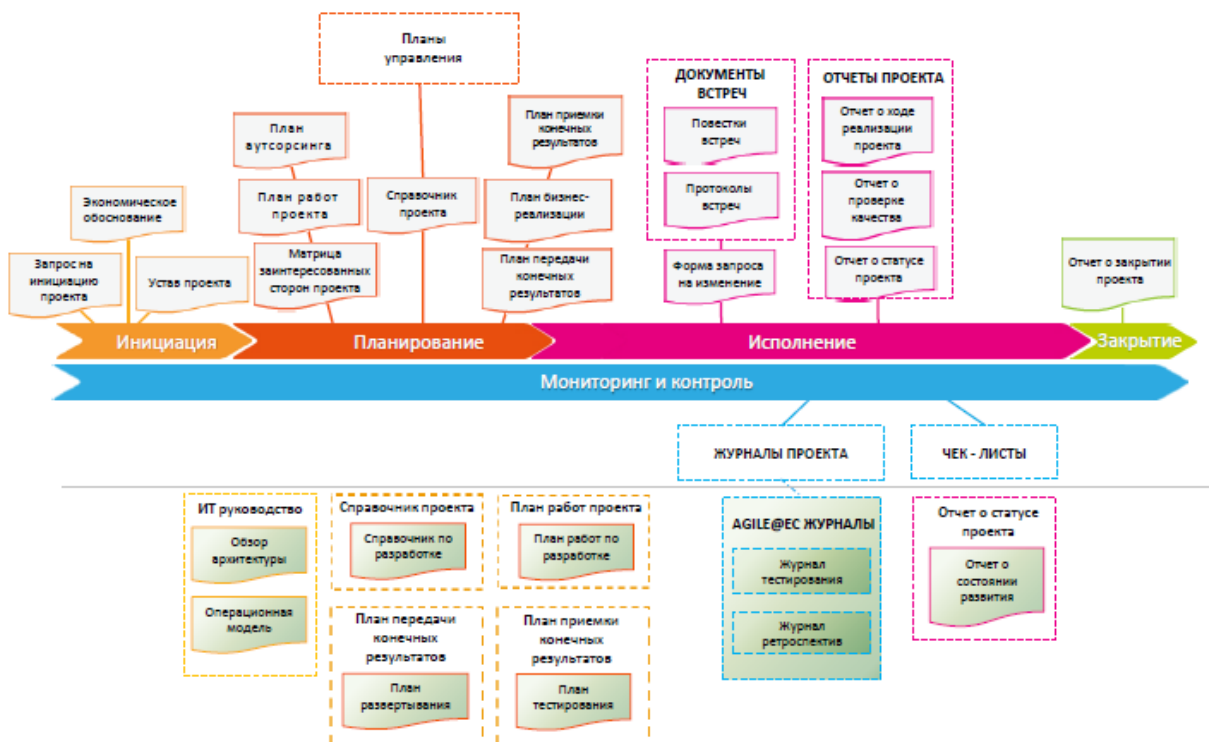 Планы
управления
ДОКУМЕНТЫ
ВСТРЕЧ
Повестки
встреч
Протоколы
встреч
ОТЧЕТЫ ПРОЕКТА
Отчет о ходе
реализации
проекта
Отчет о
проверке
качества
Отчет о статусе
проекта
План
аутсорсинга
План работ
проекта
Матрица
заинтересованных
сторон проекта
Справочник
проекта
План приемки
конечных
результатов
План бизнес-
реализации
План передачи
конечных
результатов
Экономическое
обоснование
Запрос на
инициацию
проекта
Устав проекта
Форма запроса
на изменение
Отчет о закрытии
проекта
Инициация
Планирование
Исполнение
Закрытие
Мониторинг и контроль
ЖУРНАЛЫ ПРОЕКТА
ЧЕК - ЛИСТЫ
ИТ руководство
Обзор
архитектуры
Операционная
модель
Справочник проекта
Справочник по
разработке
План работ проекта
План работ по
разработке
План передачи
конечных
результатов
План
развертывания
План приемки
конечных
результатов
План
тестирования
AGILE@EC ЖУРНАЛЫ
Журнал
тестирования
Журнал
ретроспектив
Отчет о статусе
проекта
Отчет о
состоянии
развития